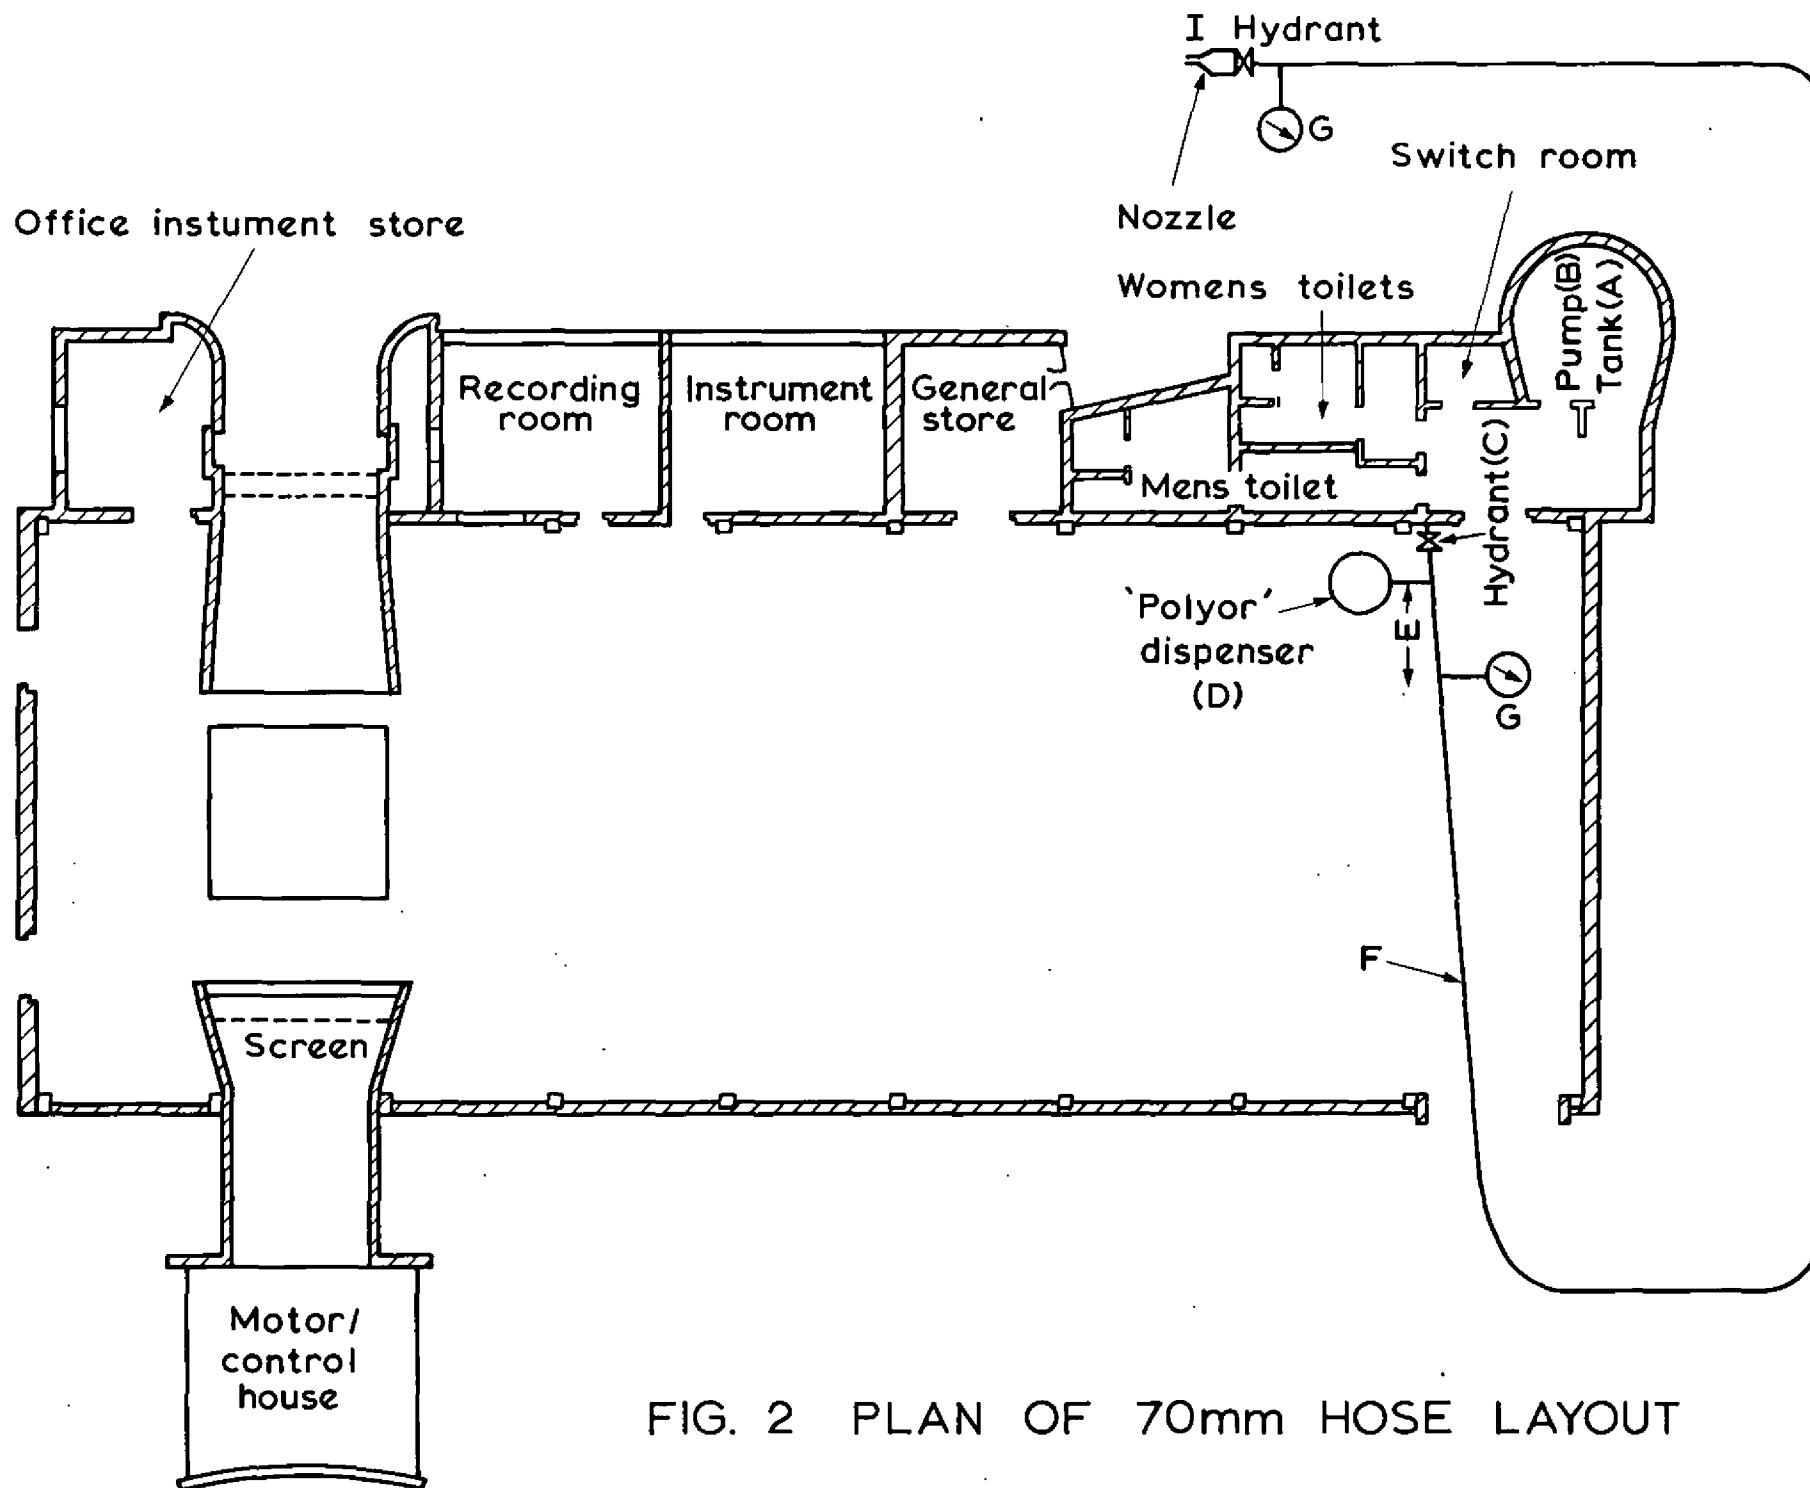 I Hydrant
G
Switch room
Nozzle
Office instument store
Womens toilets
Pump(B)
Tank(A)
Recording
room
Instrument
room
General
store
Mens toilet
Hydrant(C)
'Polyor'
dispenser
(D)
E
G
F
Screen
Motor/
control
house
FIG. 2 PLAN OF 70mm HOSE LAYOUT